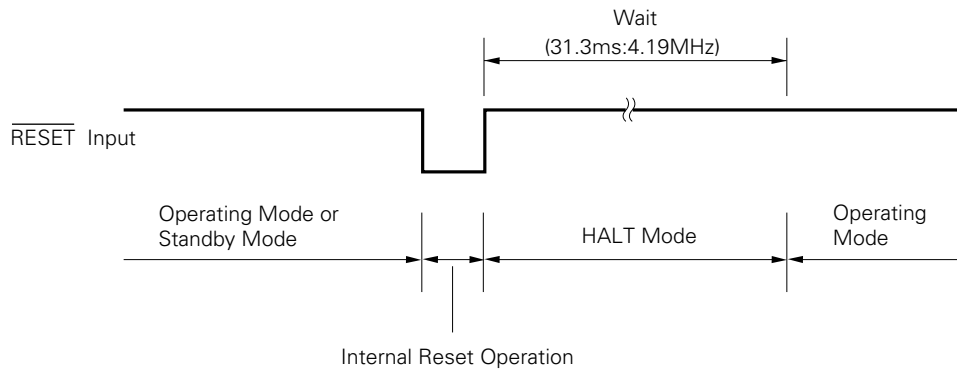 Wait
(31.3ms:4.19MHz)
RESET Input
Operating Mode or
Standby Mode
HALT Mode
Operating
Mode
Internal Reset Operation